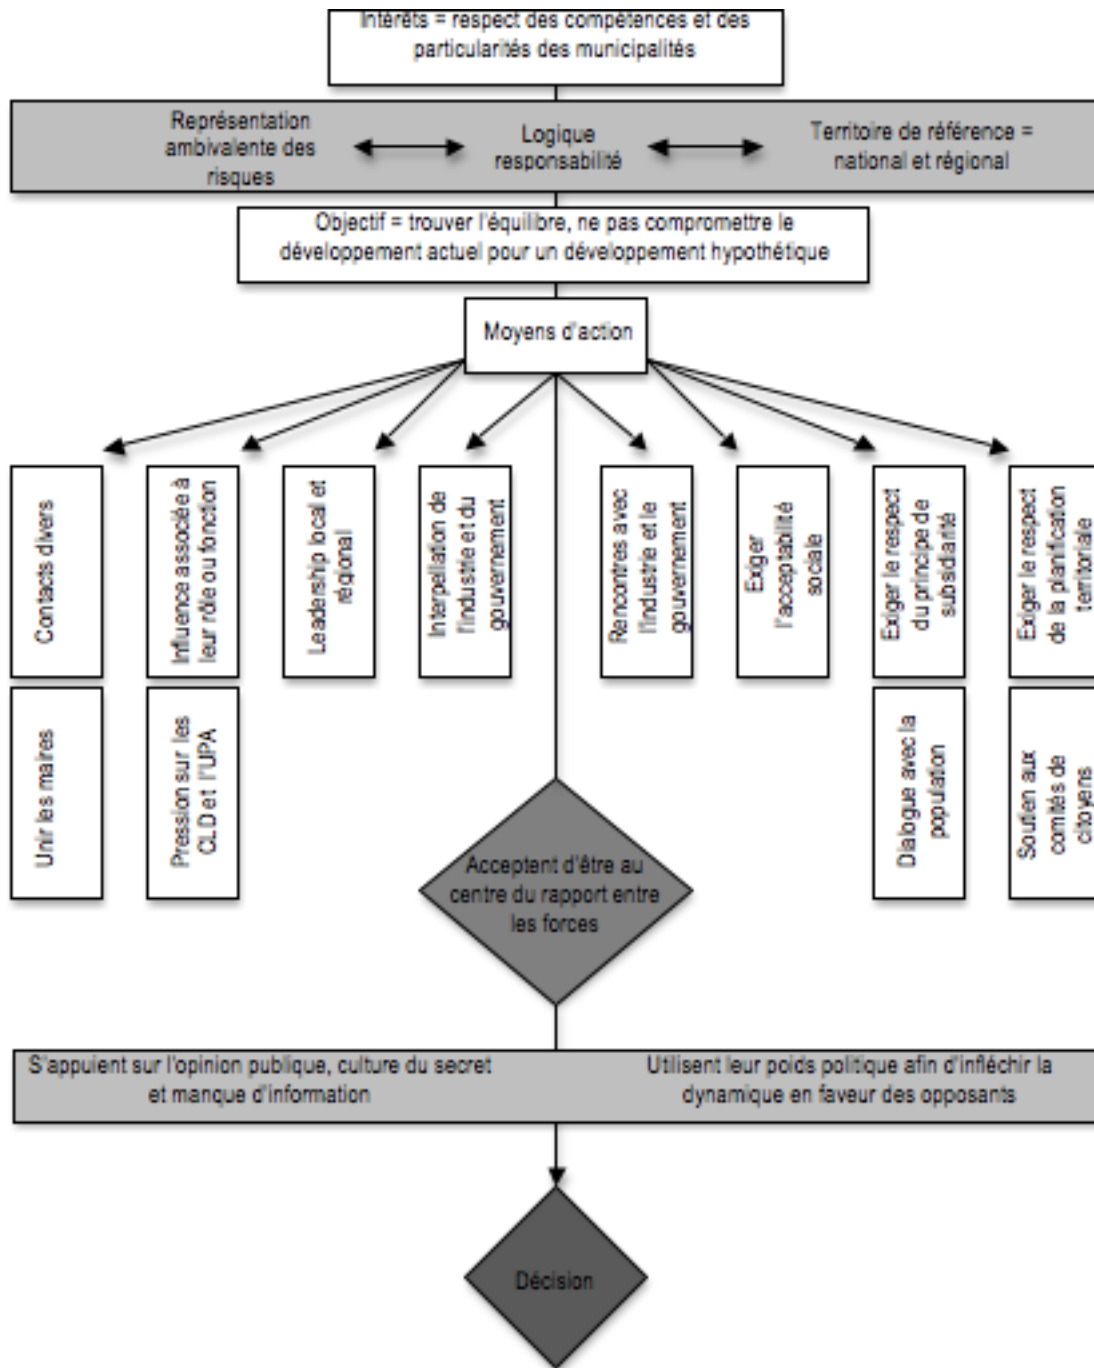 Intérêts = respect des compétences et des
particularités des municipalités
Représentation
ambivalente des
risques
Logique
responsabilité
Territoire de référence =
national et régional
Objectif = trouver l'équilibre, ne pas compromettre le
développement actuel pour un développement hypothétique
Moyens d'action
Contacts divers
Influence associée à
leur rôle ou fonction
Leadership local et
régional
Interpellation de
l'industrie et du
gouvernement
Rencontres avec
l'industrie et le
gouvernement
Exiger
l'acceptabilité
sociale
Exiger le respect
du principe de
subsidiarité
Exiger le respect
de la planification
territoriale
Unir les maires
Pression sur les
CLD et l'UPA
Dialogue avec la
population
Soutien aux
comités de
citoyens
Acceptent d'être au
centre du rapport entre
les forces
S'appuient sur l'opinion publique, culture du secret
et manque d'information
Utilisent leur poids politique afin d'infléchir la
dynamique en faveur des opposants
Décision